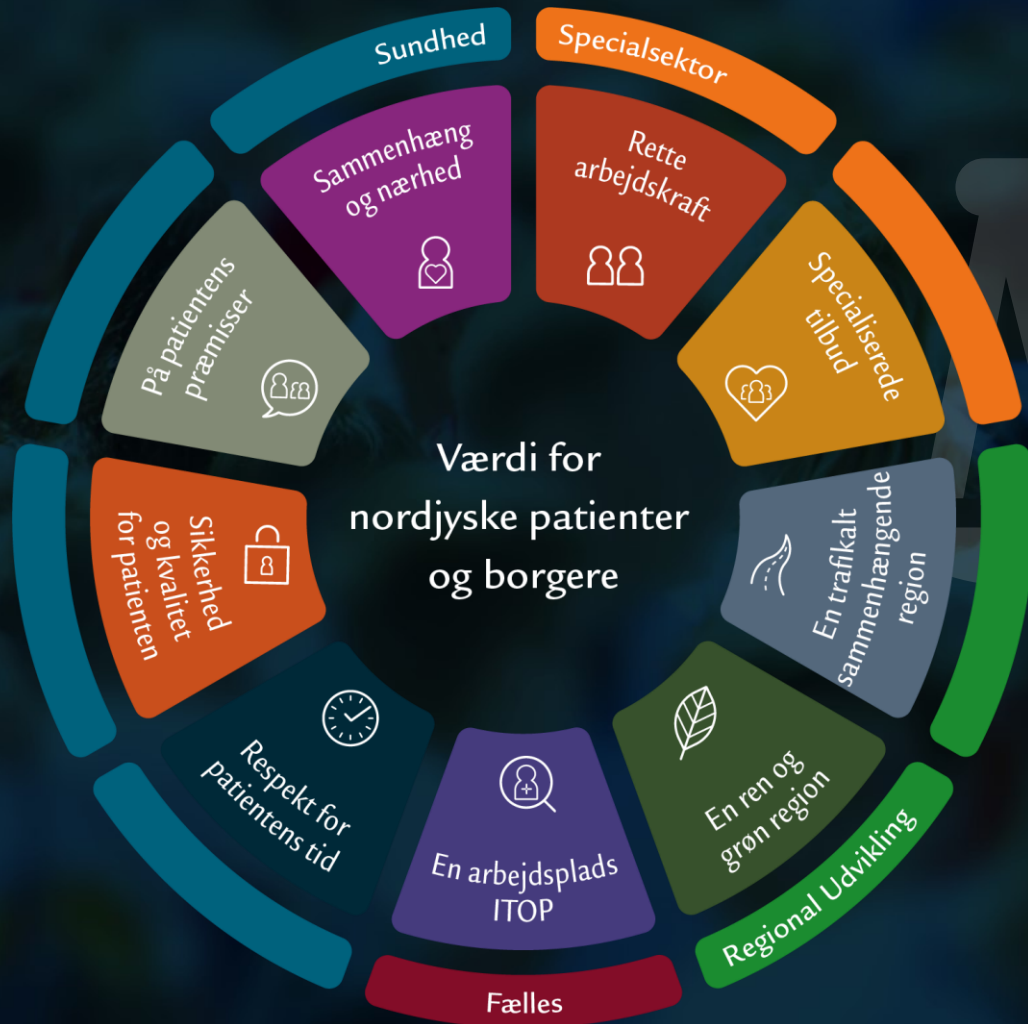 Sundhed
Specialsektor
Sammenhæng
og nærhed
Rette
arbejdskraft
På patientens
præmisser
Specialiserede
tilbud
Værdi for
nordjyske patienter
og borgere
Sikkerhed
og kvalitet
for patienten
En trafikalt
sammenhængende
region
Respekt for
patientens tid
En ren og
grøn region
En arbejdsplads
ITOP
Regional Udvikling
Fælles